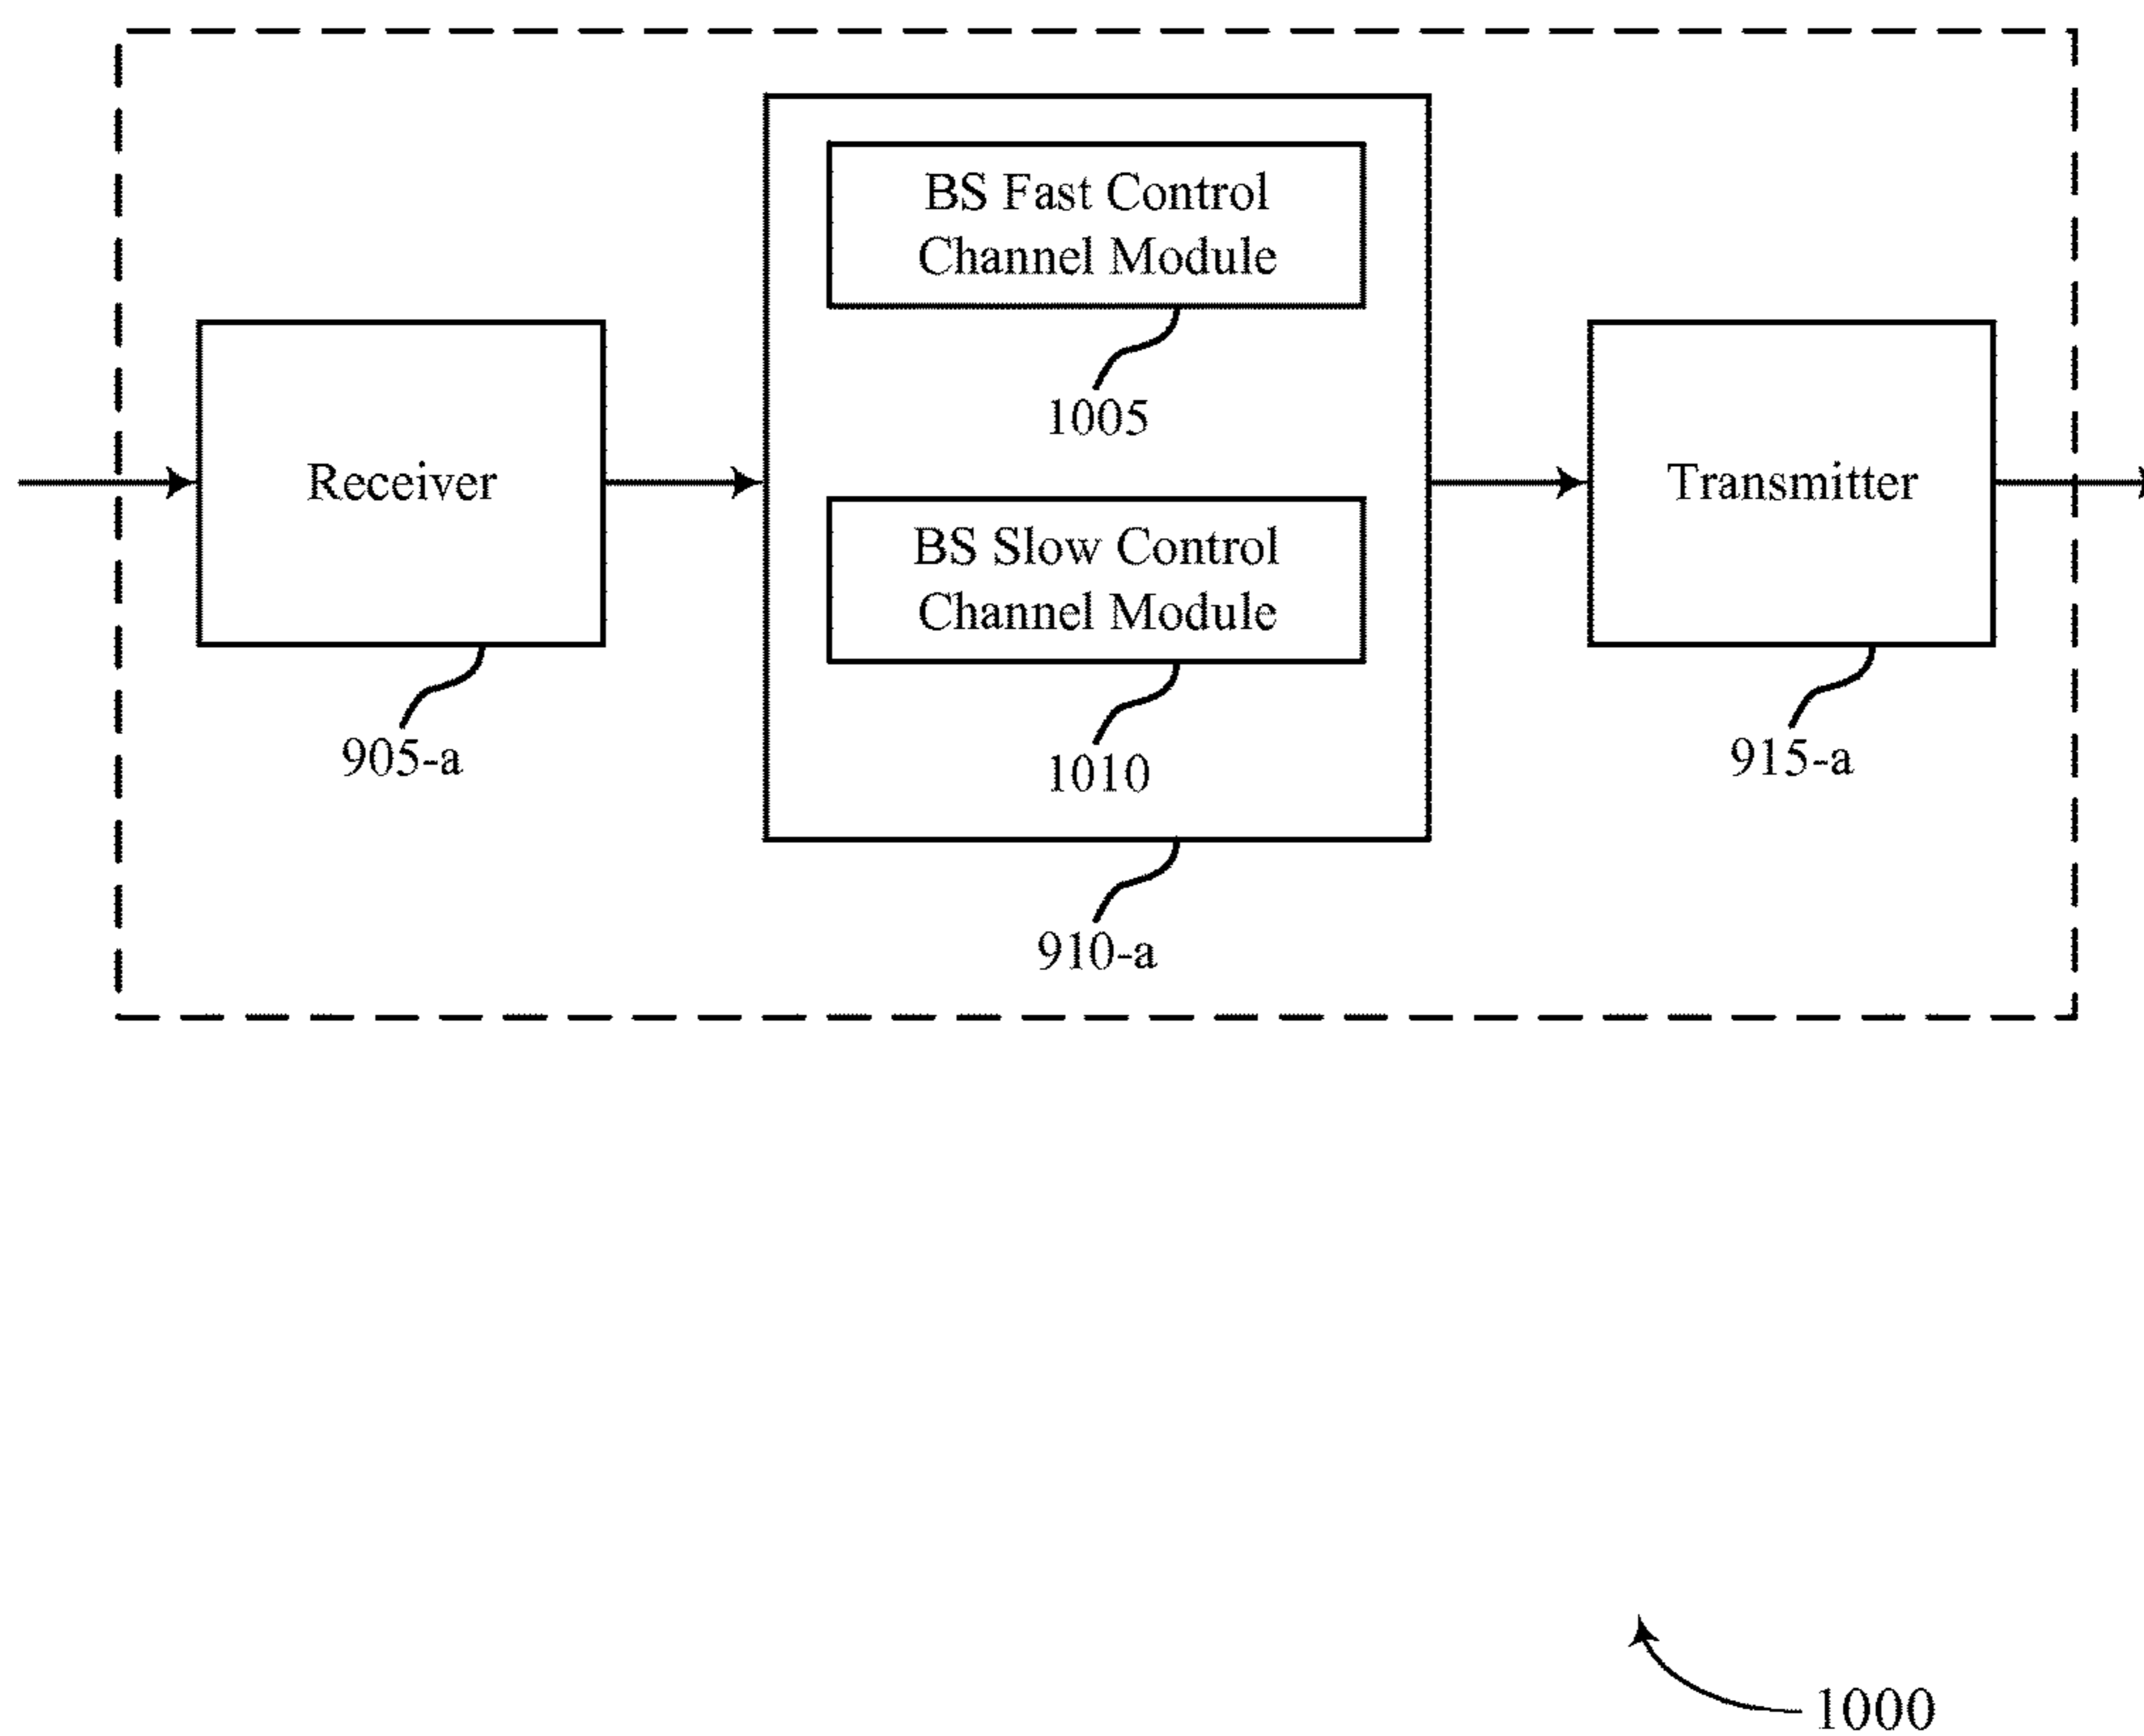 BS Fast Control
Channel Module
1005
Receiver
BS Slow Control
Channel Module
1010
Transmitter
905-a
910-a
915-a
1000